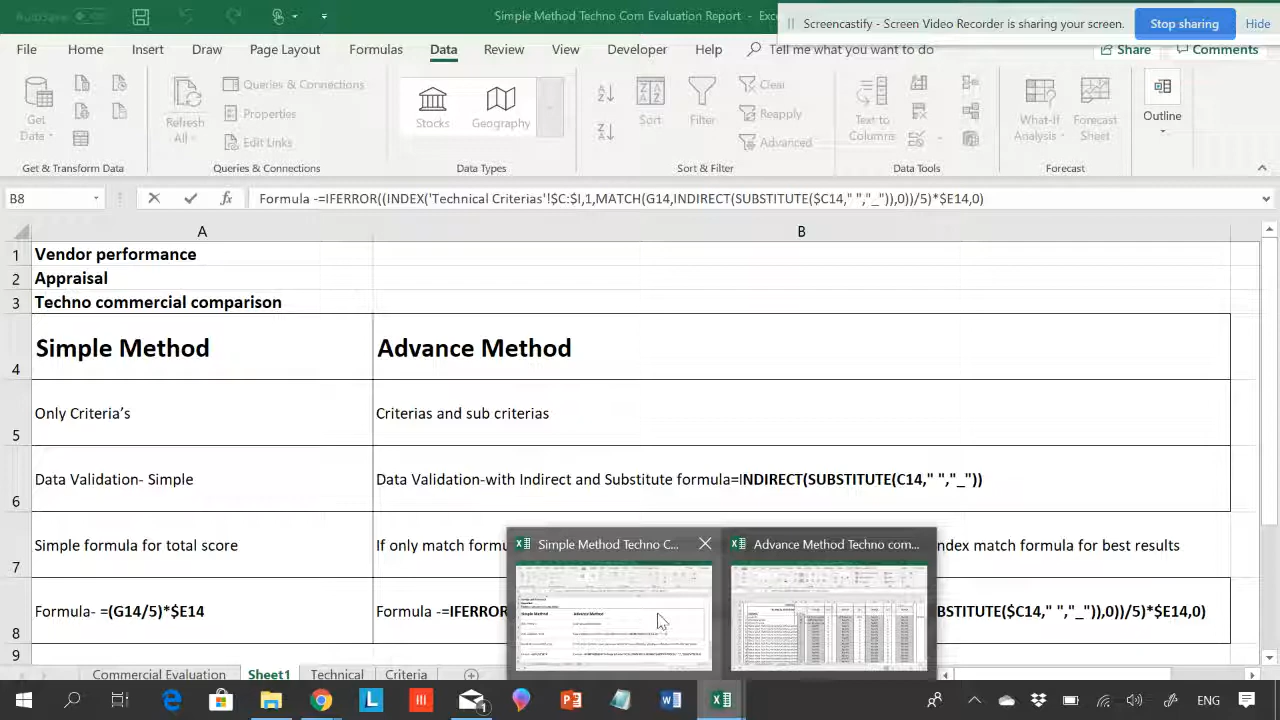 AutoSave Off
Simple Method Techno Com Evaluation Report - Exce
Screencastify - Screen Video Recorder is sharing your screen.
Stop sharing
Hide
File Home Insert Draw Page Layout Formulas Data Review View Developer Help Tell me what you want to do
Share Comments
Get Data
Refresh All
Queries & Connections
Properties
Edit Links
Stocks
Geography
Sort
Filter
Clear
Reapply
Advanced
Text to Columns
What-If Analysis
Forecast Sheet
Outline
Get & Transform Data
Queries & Connections
Data Types
Sort & Filter
Data Tools
Forecast
B8
fx
Formula -=IFERROR((INDEX('Technical Criterias'!$C:$I,1,MATCH(G14,INDIRECT(SUBSTITUTE($C14," ","_")),0))/5)*$E14,0)
A B
1 Vendor performance
2 Appraisal
3 Techno commercial comparison
4 Simple Method Advance Method
5 Only Criteria’s Criterias and sub criterias
6 Data Validation- Simple Data Validation-with Indirect and Substitute formula=INDIRECT(SUBSTITUTE(C14," ","_"))
7 Simple formula for total score If only match formu ndex match formula for best results
8 Formula- =(G14/5)*$E14 Formula -=IFERROR BSTITUTE($C14," ","_")),0))/5)*$E14,0)
9
Simple Method Techno C...
Advance Method Techno com...
Commercial Evaluation Sheet1 Technical Criteria
ENG